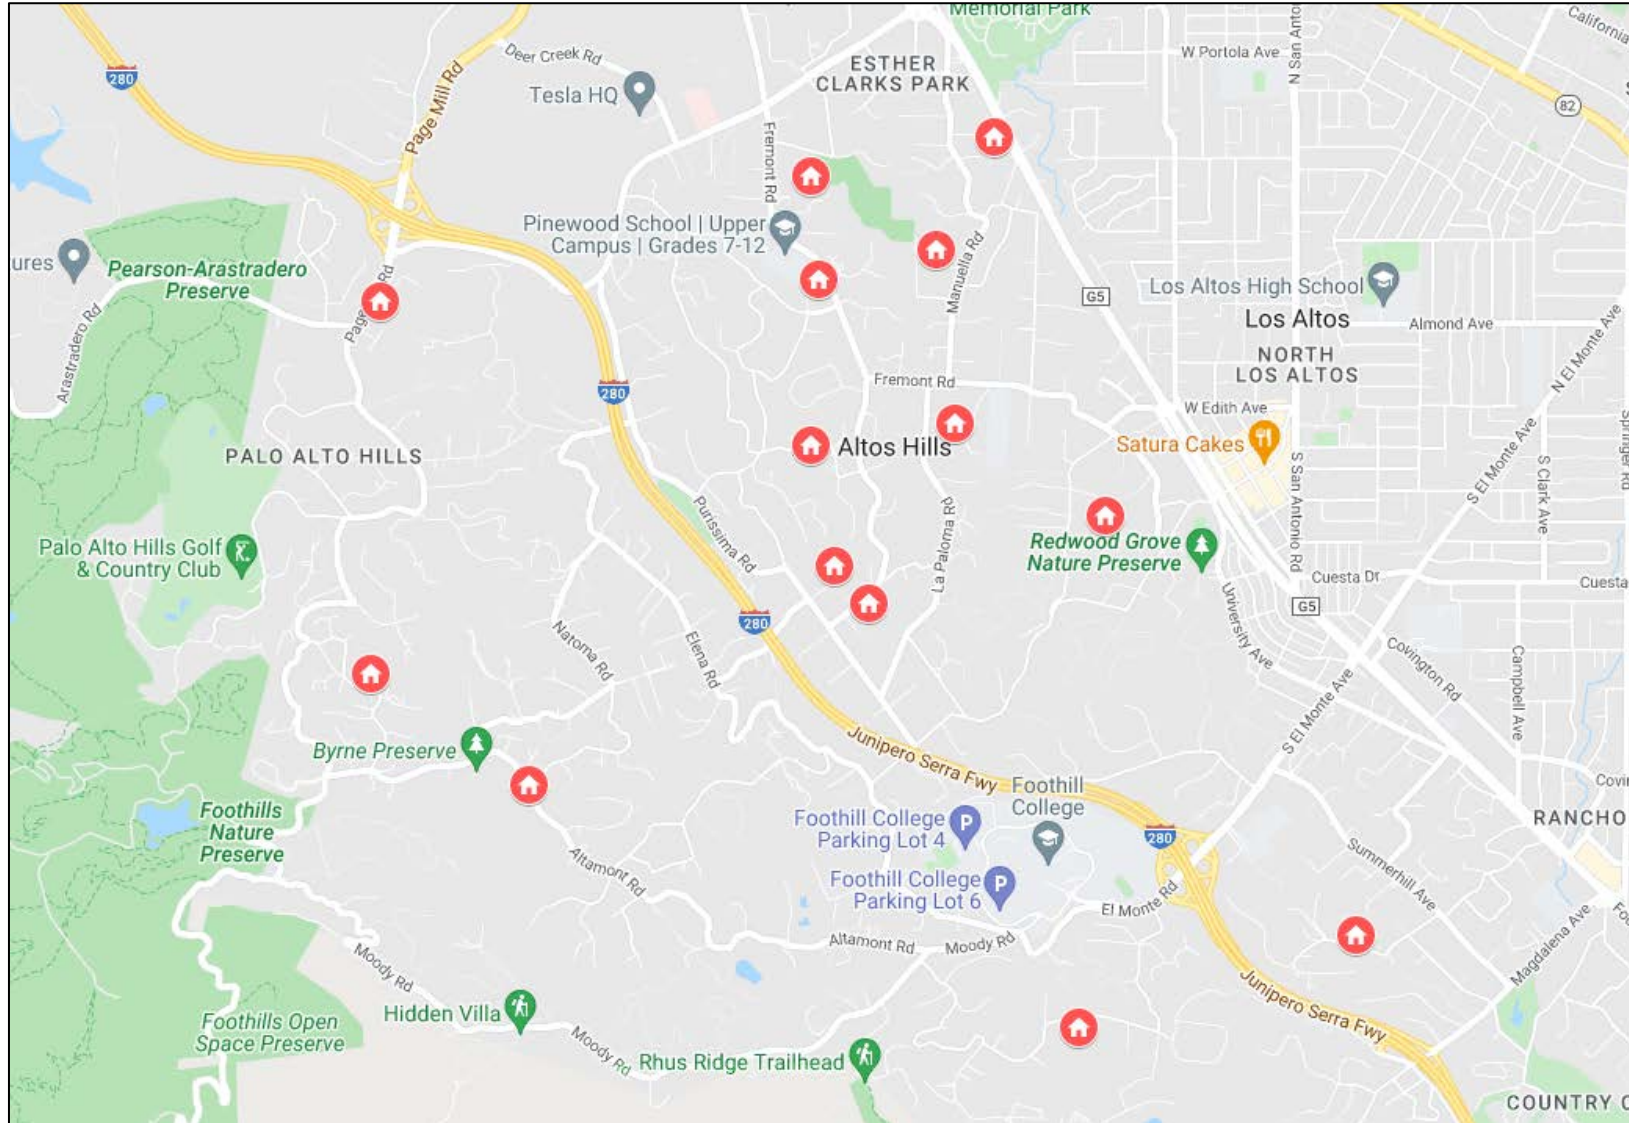 Memorial Park
California
Deer Creek Rd
W Portola Ave
N San Anto
ESTHER
CLARKS PARK
280
Page Mill Rd
Tesla HQ
82
Fremont Rd
Pinewood School | Upper
Campus | Grades 7-12
ures
Pearson-Arastradero
Preserve
Manuella Rd
G5
Los Altos High School
Los Altos
Almond Ave
Page
Rd
Arastradero Rd
NORTH
LOS ALTOS
N El Monte Ave
280
Fremont Rd
W Edith Ave
PALO ALTO HILLS
Altos Hills
Satura Cakes
S San Antonio Rd
S El Monte Ave
S Clark Ave
Springer Rd
Purissima Rd
La Paloma Rd
Palo Alto Hills Golf
& Country Club
Redwood Grove
Nature Preserve
Cuesta Dr
Cuesta
G5
280
University Ave
Natoma Rd
Elena Rd
Covington Rd
Campbell Ave
S El Monte Ave
Byrne Preserve
Junipero Serra Fwy
Foothill
College
Covi
Foothills
Nature
Preserve
Foothill College
Parking Lot 4
P
280
RANCHO
Summerhill Ave
Altamont Rd
Foothill College
Parking Lot 6
P
El Monte Rd
Fo
Altamont Rd
Moody Rd
Magdalena Ave
Moody Rd
Hidden Villa
Foothills Open
Space Preserve
Junipero Serra Fwy
Moody Rd
Rhus Ridge Trailhead
COUNTRY C